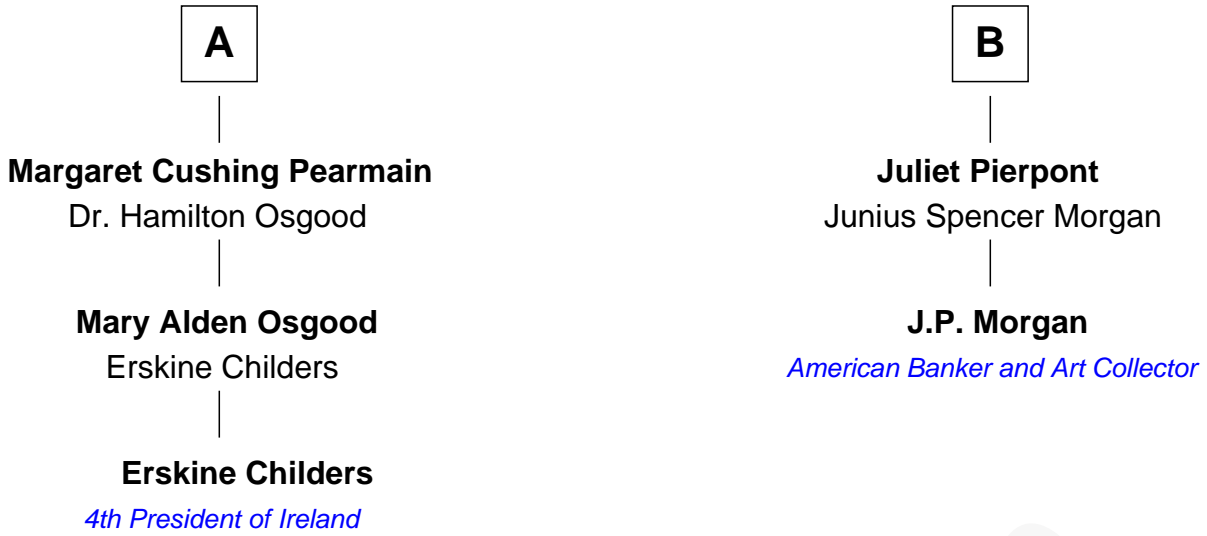 A
Margaret Cushing Pearmain
Dr. Hamilton Osgood
Mary Alden Osgood
Erskine Childers
Erskine Childers
4th President of Ireland
B
Juliet Pierpont
Junius Spencer Morgan
J.P. Morgan
American Banker and Art Collector